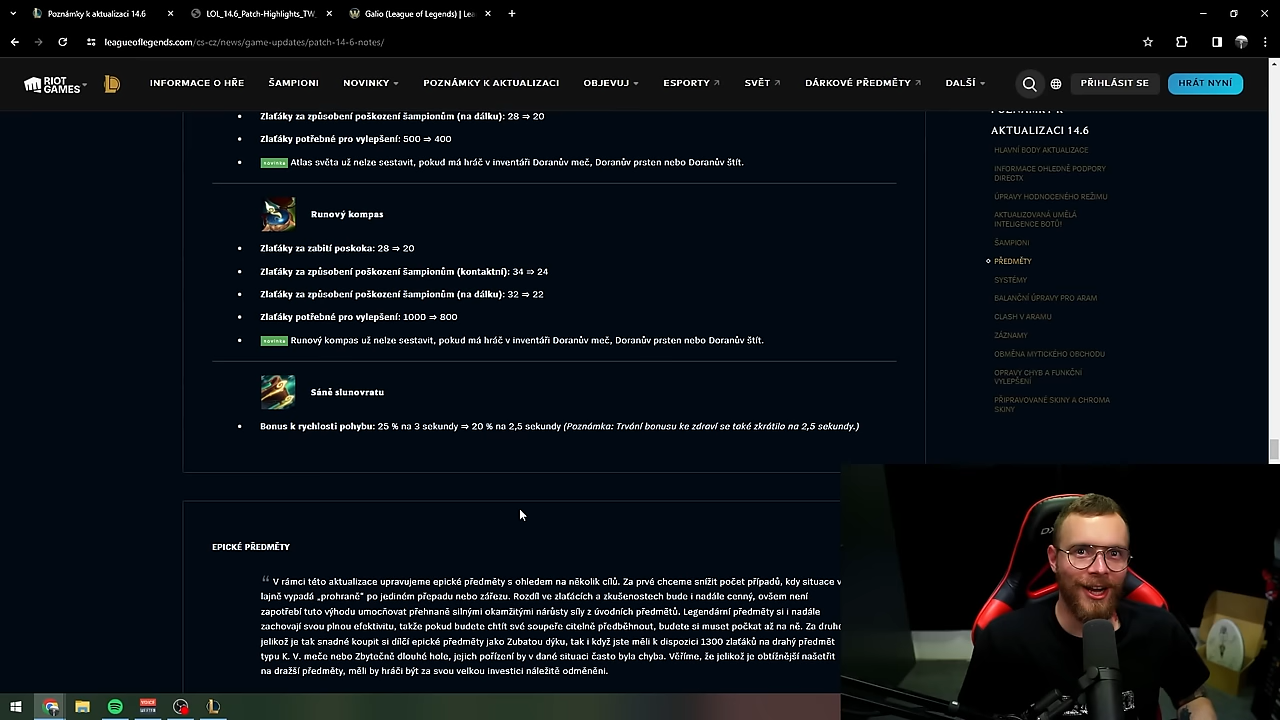 Poznámky k aktualizaci 14.6
LOL_14.6_Patch-Highlights_TW_
Galio (League of Legends) | Lea
leagueoflegends.com/cs-cz/news/game-updates/patch-14-6-notes/
RIOT GAMES
INFORMACE O HŘE
ŠAMPIONI
NOVINKY
POZNÁMKY K AKTUALIZACI
OBJEVUJ
ESPORTY
SVĚT
DÁRKOVÉ PŘEDMĚTY
DALŠÍ
PŘIHLÁSIT SE
HRÁT NYNÍ
Zlaťáky za způsobení poškození šampionům (na dálku): 28 ⇒ 20
Zlaťáky potřebné pro vylepšení: 500 ⇒ 400
novinka Atlas světa už nelze sestavit, pokud má hráč v inventáři Doranův meč, Doranův prsten nebo Doranův štít.
Runový kompas
Zlaťáky za zabití poskoka: 28 ⇒ 20
Zlaťáky za způsobení poškození šampionům (kontaktní): 34 ⇒ 24
Zlaťáky za způsobení poškození šampionům (na dálku): 32 ⇒ 22
Zlaťáky potřebné pro vylepšení: 1000 ⇒ 800
novinka Runový kompas už nelze sestavit, pokud má hráč v inventáři Doranův meč, Doranův prsten nebo Doranův štít.
Sáně slunovratu
Bonus k rychlosti pohybu: 25 % na 3 sekundy ⇒ 20 % na 2,5 sekundy (Poznámka: Trvání bonusu ke zdraví se také zkrátilo na 2,5 sekundy.)
EPICKÉ PŘEDMĚTY
“ V rámci této aktualizace upravujeme epické předměty s ohledem na několik cílů. Za prvé chceme snížit počet případů, kdy situace v
lajně vypadá „prohraně“ po jediném přepadu nebo zářezu. Rozdíl ve zlaťácích a zkušenostech bude i nadále cenný, ovšem není
zapotřebí tuto výhodu umocňovat přehnaně silnými okamžitými nárůsty síly z úvodních předmětů. Legendární předměty si i nadále
zachovají svou plnou efektivitu, takže pokud budete chtít své soupeře citelně předběhnout, budete si muset počkat až na ně. Za druhé
jelikož je tak snadné koupit si dílčí epické předměty jako Zubatou dýku, tak i když jste měli k dispozici 1300 zlaťáků na drahý předmět
typu K. V. meče nebo Zbytečně dlouhé hole, jejich pořízení by v dané situaci často byla chyba. Věříme, že jelikož je obtížnější našetřit
na dražší předměty, měli by hráči být za svou velkou investici náležitě odměněni.
POZNÁMKY K
AKTUALIZACI 14.6
HLAVNÍ BODY AKTUALIZACE
INFORMACE OHLEDNĚ PODPORY
DIRECTX
ÚPRAVY HODNOCENÉHO REŽIMU
AKTUALIZOVANÁ UMĚLÁ
INTELIGENCE BOTŮ!
ŠAMPIONI
PŘEDMĚTY
SYSTÉMY
BALANČNÍ ÚPRAVY PRO ARAM
CLASH V ARAMU
ZÁZNAMY
OBMĚNA MYTICKÉHO OBCHODU
OPRAVY CHYB A FUNKČNÍ
VYLEPŠENÍ
PŘIPRAVOVANÉ SKINY A CHROMA
SKINY